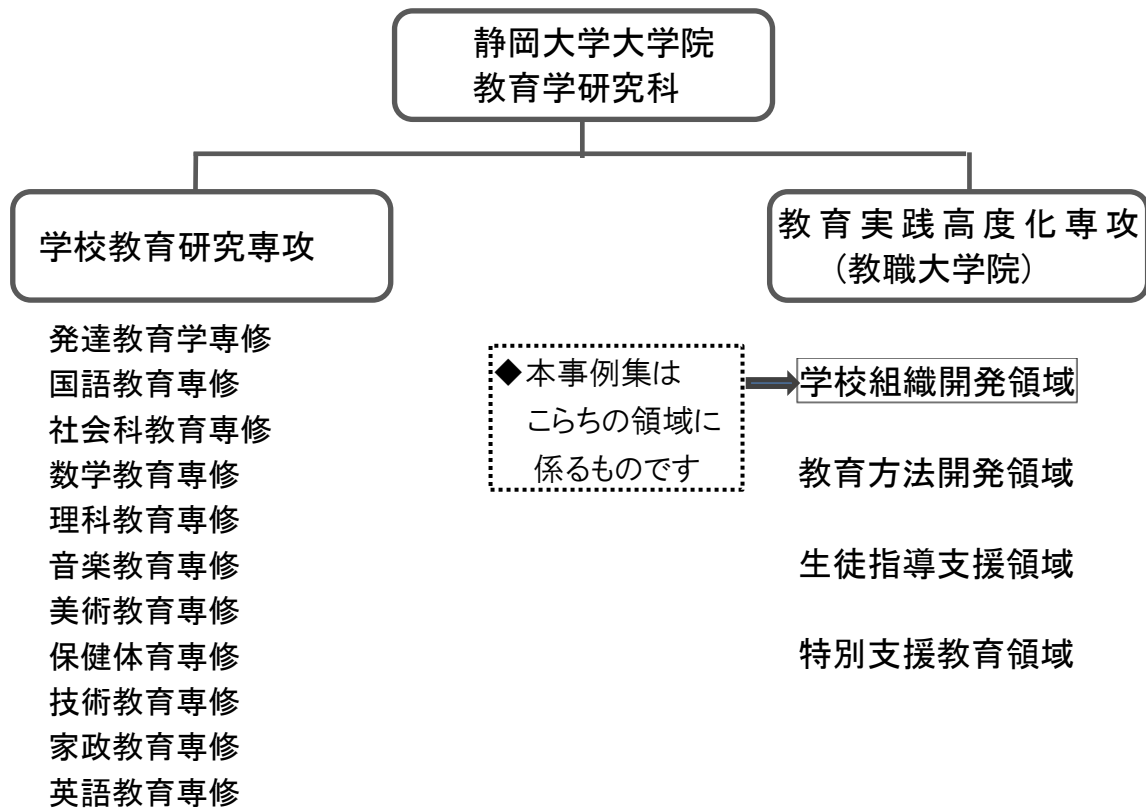 静岡大学大学院
教育学研究科
学校教育研究専攻
教育実践高度化専攻
（教職大学院）
発達教育学専修
国語教育専修
社会科教育専修
数学教育専修
理科教育専修
音楽教育専修
美術教育専修
保健体育専修
技術教育専修
家政教育専修
英語教育専修
◆本事例集は
こらちの領域に
係るものです
学校組織開発領域
教育方法開発領域
生徒指導支援領域
特別支援教育領域